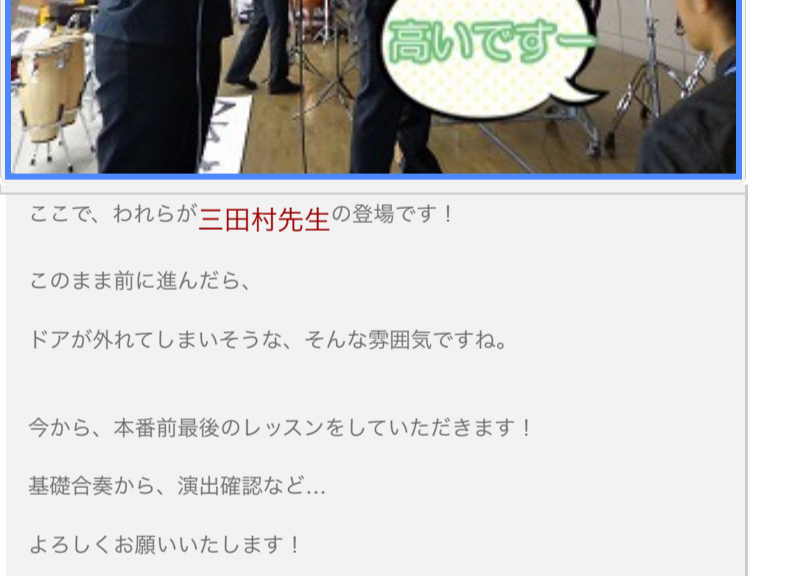 高いですー
ここで、われらが三田村先生の登場です！
このまま前に進んだら、
ドアが外れてしまいそうな、そんな雰囲気ですね。
今から、本番前最後のレッスンをしていただきます！
基礎合奏から、演出確認など…
よろしくお願いいたします！